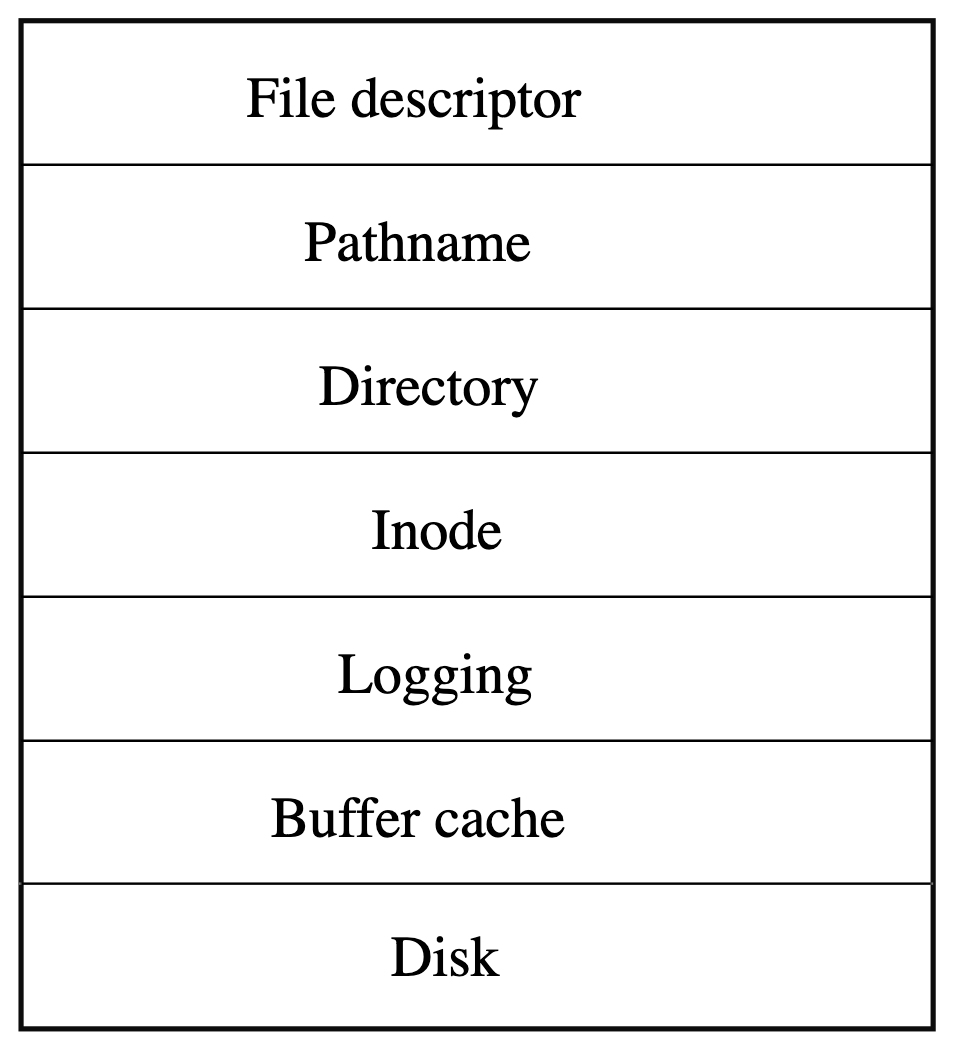 File descriptor
Pathname
Directory
Inode
Logging
Buffer cache
Disk